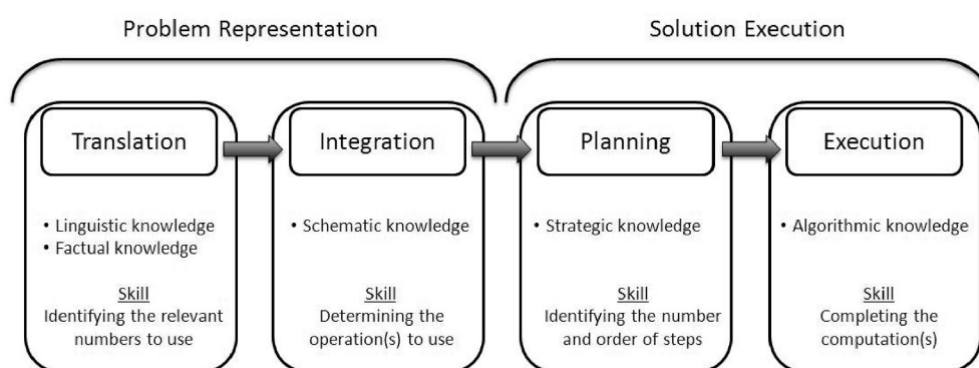 Problem Representation
Solution Execution
Translation
• Linguistic knowledge
• Factual knowledge
Skill
Identifying the relevant
numbers to use
Integration
• Schematic knowledge
Skill
Determining the
operation(s) to use
Planning
• Strategic knowledge
Skill
Identifying the number
and order of steps
Execution
• Algorithmic knowledge
Skill
Completing the
computation(s)